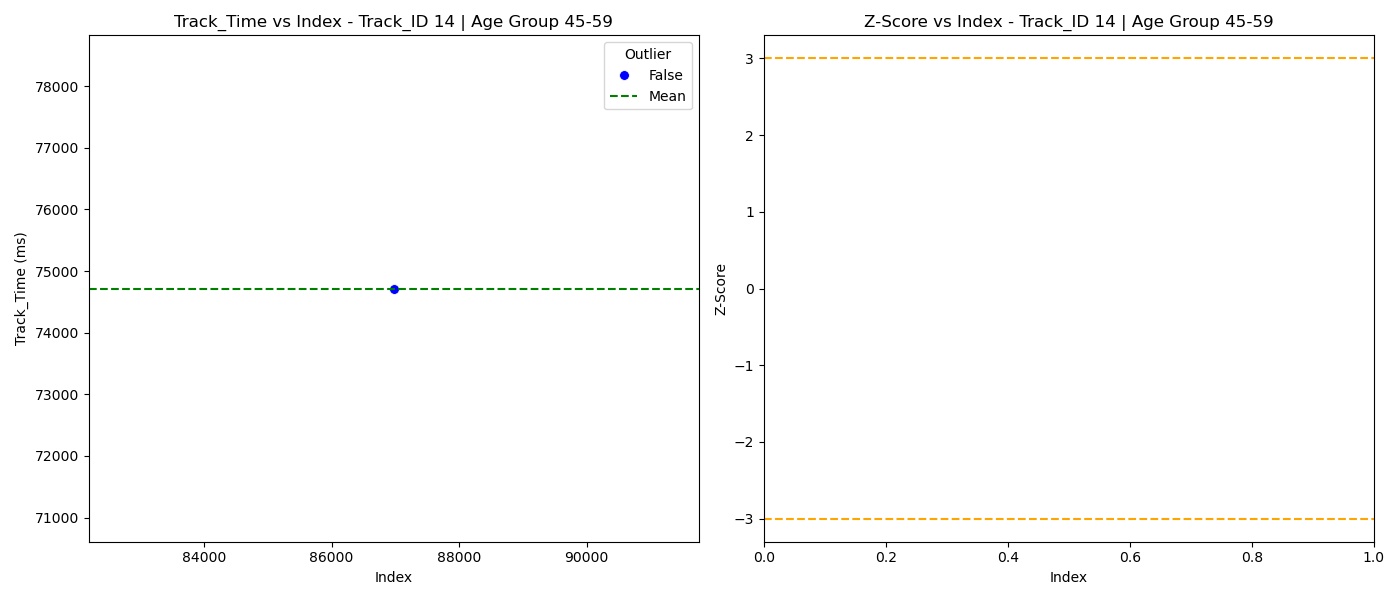 Track_Time vs Index - Track_ID 14 | Age Group 45-59
Outlier
False
Mean
78000
77000
76000
75000
74000
73000
72000
71000
Track_Time (ms)
84000
86000
88000
90000
Index
Z-Score vs Index - Track_ID 14 | Age Group 45-59
3
2
1
0
−1
−2
−3
Z-Score
0.0
0.2
0.4
0.6
0.8
1.0
Index